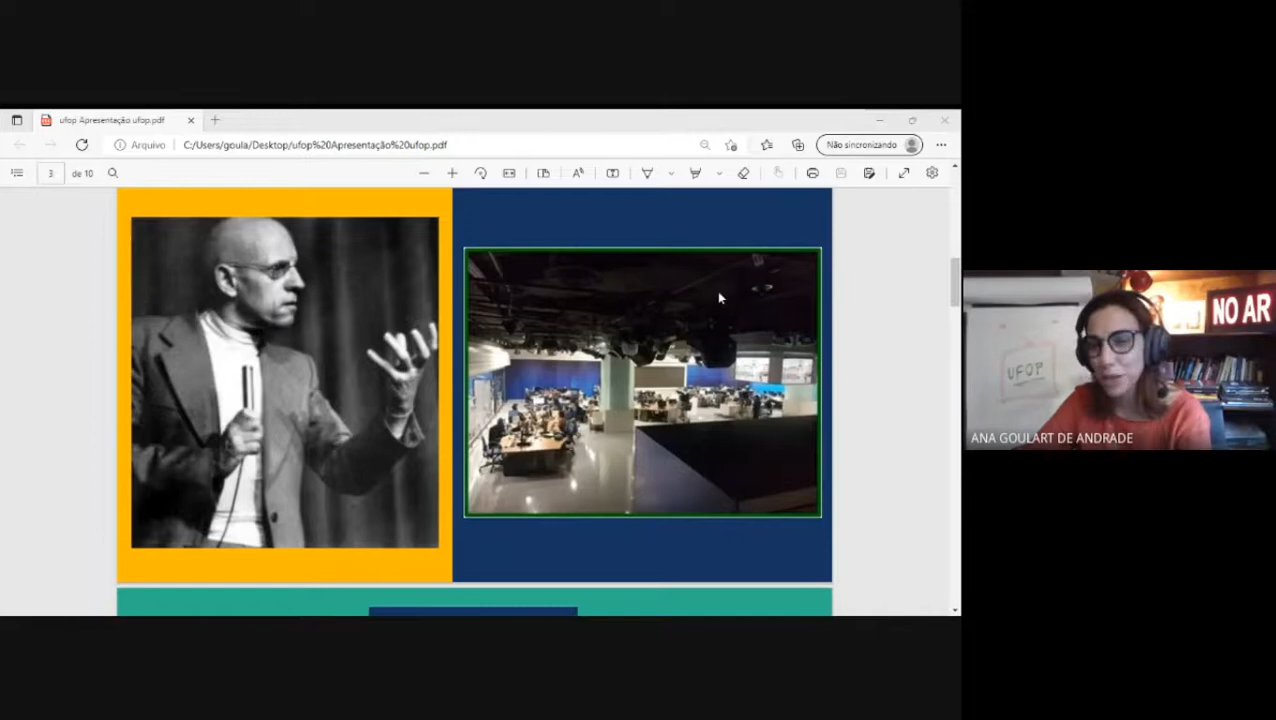 ufop Apresentação ufop.pdf
Arquivo
C:/Users/goula/Desktop/ufop%20Apresentação%20ufop.pdf
Não sincronizando
3 de 10
NO AR
UFOP
ANA GOULART DE ANDRADE